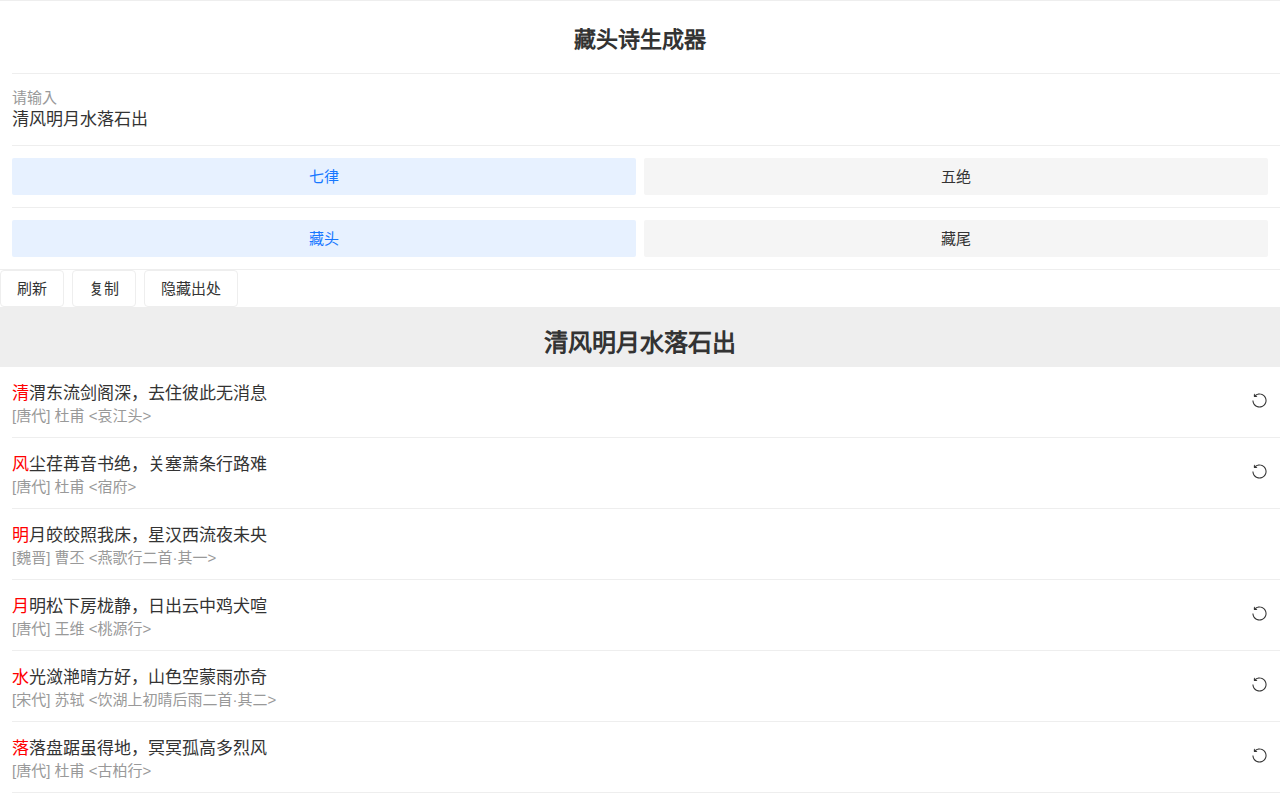 藏头诗生成器
请输入
清风明月水落石出
七律 五绝
藏头 藏尾
刷新 复制 隐藏出处
清风明月水落石出
清渭东流剑阁深，去住彼此无消息
[唐代] 杜甫 <哀江头>
风尘荏苒音书绝，关塞萧条行路难
[唐代] 杜甫 <宿府>
明月皎皎照我床，星汉西流夜未央
[魏晋] 曹丕 <燕歌行二首·其一>
月明松下房栊静，日出云中鸡犬喧
[唐代] 王维 <桃源行>
水光潋滟晴方好，山色空蒙雨亦奇
[宋代] 苏轼 <饮湖上初晴后雨二首·其二>
落落盘踞虽得地，冥冥孤高多烈风
[唐代] 杜甫 <古柏行>